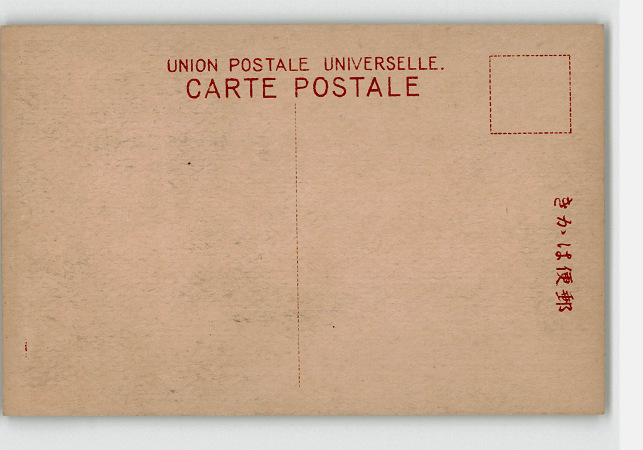 UNION POSTALE UNIVERSELLE.
CARTE POSTALE
きかは便郵